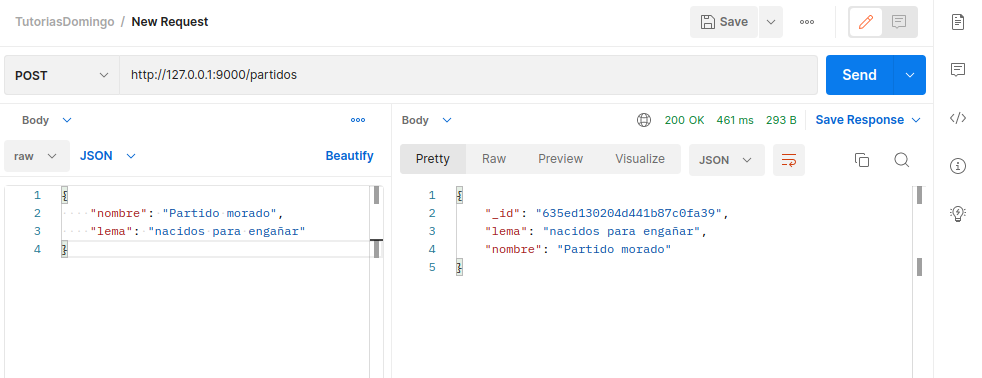 TutoriasDomingo / New Request
Save
POST
http://127.0.0.1:9000/partidos
Send
Body
raw
JSON
Beautify
1 {
2 "nombre": "Partido morado",
3 "lema": "nacidos para engañar"
4 }
Body
200 OK 461 ms 293 B
Save Response
Pretty Raw Preview Visualize
JSON
1 {
2 "_id": "635ed130204d441b87c0fa39",
3 "lema": "nacidos para engañar",
4 "nombre": "Partido morado"
5 }